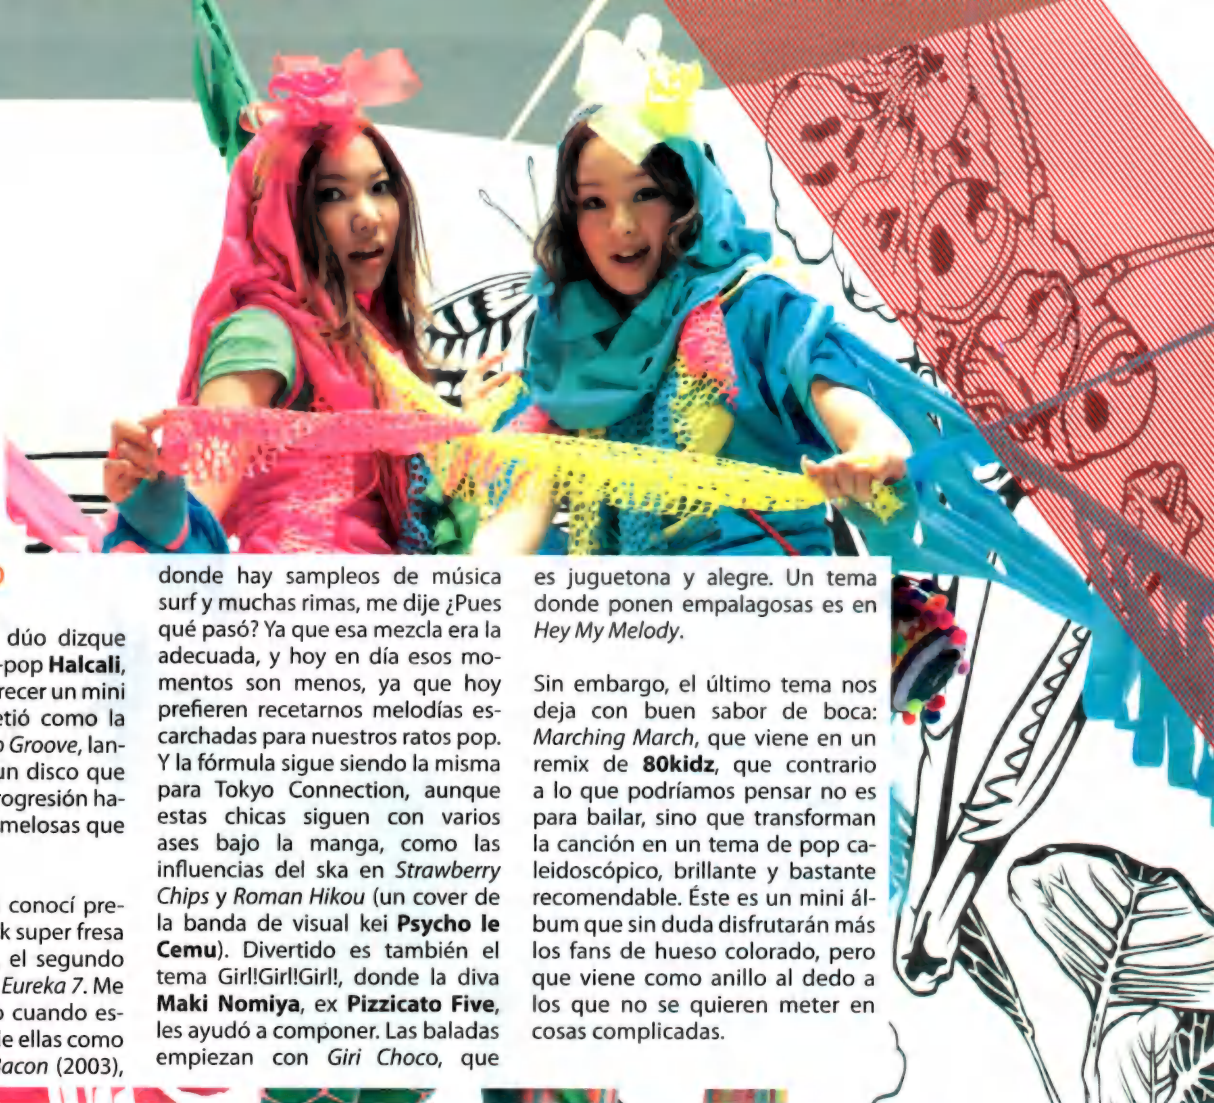 dúo dizque
-pop Halcali,
recer un mini
etió como la
o Groove, lan-
un disco que
rogresión ha-
melosas que
conocí pre-
k super fresa
el segundo
Eureka 7. Me
o cuando es-
de ellas como
Bacon (2003),
donde hay sampleos de música
surf y muchas rimas, me dije ¿Pues
qué pasó? Ya que esa mezcla era la
adecuada, y hoy en día esos mo-
mentos son menos, ya que hoy
prefieren recetarnos melodías es-
carchadas para nuestros ratos pop.
Y la fórmula sigue siendo la misma
para Tokyo Connection, aunque
estas chicas siguen con varios
ases bajo la manga, como las
influencias del ska en Strawberry
Chips y Roman Hikou (un cover de
la banda de visual kei Psycho le
Cemu). Divertido es también el
tema Girl!Girl!Girl!, donde la diva
Maki Nomiya, ex Pizzicato Five,
les ayudó a componer. Las baladas
empiezan con Giri Choco, que
es juguetona y alegre. Un tema
donde ponen empalagosas es en
Hey My Melody.
Sin embargo, el último tema nos
deja con buen sabor de boca:
Marching March, que viene en un
remix de 80kidz, que contrario
a lo que podríamos pensar no es
para bailar, sino que transforman
la canción en un tema de pop ca-
leidoscópico, brillante y bastante
recomendable. Éste es un mini ál-
bum que sin duda disfrutarán más
los fans de hueso colorado, pero
que viene como anillo al dedo a
los que no se quieren meter en
cosas complicadas.